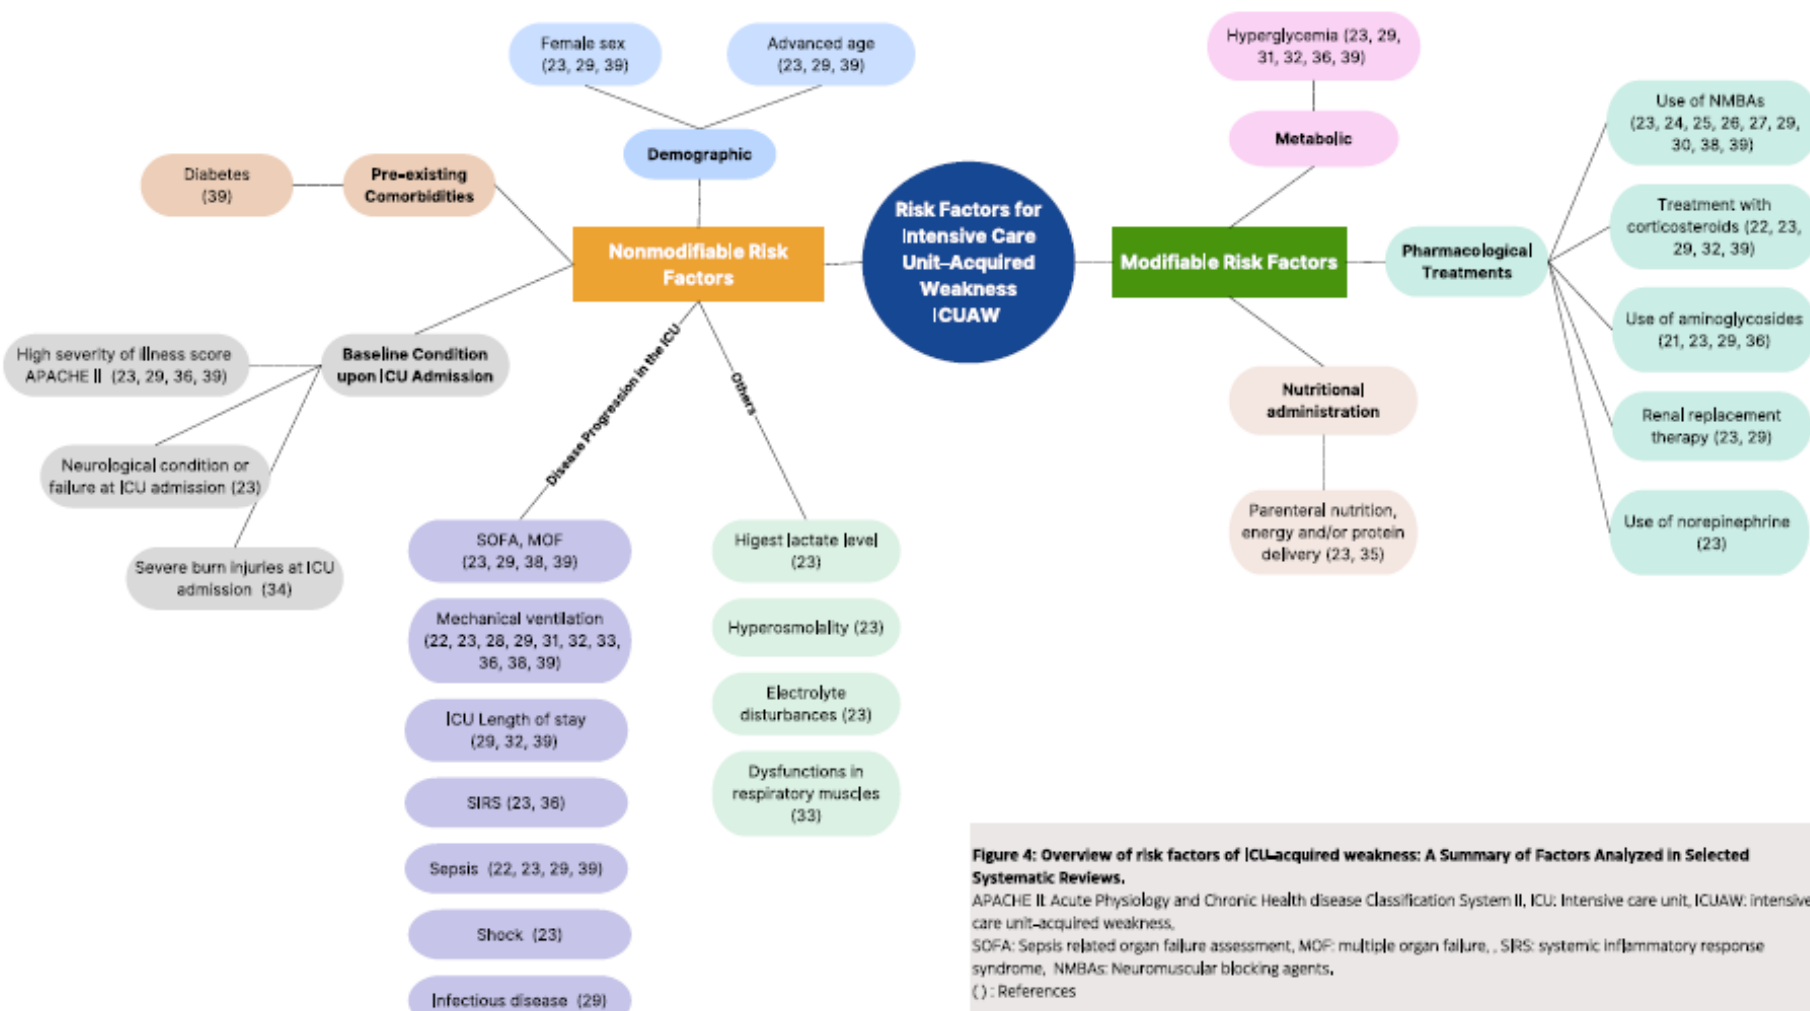 Female sex
(23, 29, 39)
Advanced age
(23, 29, 39)
Demographic
Diabetes
(39)
Pre-existing
Comorbidities
Nonmodifiable Risk
Factors
High severity of illness score
APACHE II (23, 29, 36, 39)
Baseline Condition
upon ICU Admission
Neurological condition or
failure at ICU admission (23)
Severe burn injuries at ICU
admission (34)
Disease Progression in the ICU
Others
SOFA, MOF
(23, 29, 38, 39)
Mechanical ventilation
(22, 23, 28, 29, 31, 32, 33,
36, 38, 39)
ICU Length of stay
(29, 32, 39)
SIRS (23, 36)
Sepsis (22, 23, 29, 39)
Shock (23)
Infectious disease (29)
Higest lactate level
(23)
Hyperosmolality (23)
Electrolyte
disturbances (23)
Dysfunctions in
respiratory muscles
(33)
Risk Factors for
Intensive Care
Unit-Acquired
Weakness
ICUAW
Hyperglycemia (23, 29,
31, 32, 36, 39)
Metabolic
Modifiable Risk Factors
Nutritional
administration
Parenteral nutrition,
energy and/or protein
delivery (23, 35)
Pharmacological
Treatments
Use of NMBAs
(23, 24, 25, 26, 27, 29,
30, 38, 39)
Treatment with
corticosteroids (22, 23,
29, 32, 39)
Use of aminoglycosides
(21, 23, 29, 36)
Renal replacement
therapy (23, 29)
Use of norepinephrine
(23)
Figure 4: Overview of risk factors of ICU-acquired weakness: A Summary of Factors Analyzed in Selected
Systematic Reviews.
APACHE II: Acute Physiology and Chronic Health disease Classification System II, ICU: Intensive care unit, ICUAW: intensive
care unit-acquired weakness,
SOFA: Sepsis related organ failure assessment, MOF: multiple organ failure, , SIRS: systemic inflammatory response
syndrome, NMBAs: Neuromuscular blocking agents.
( ) : References